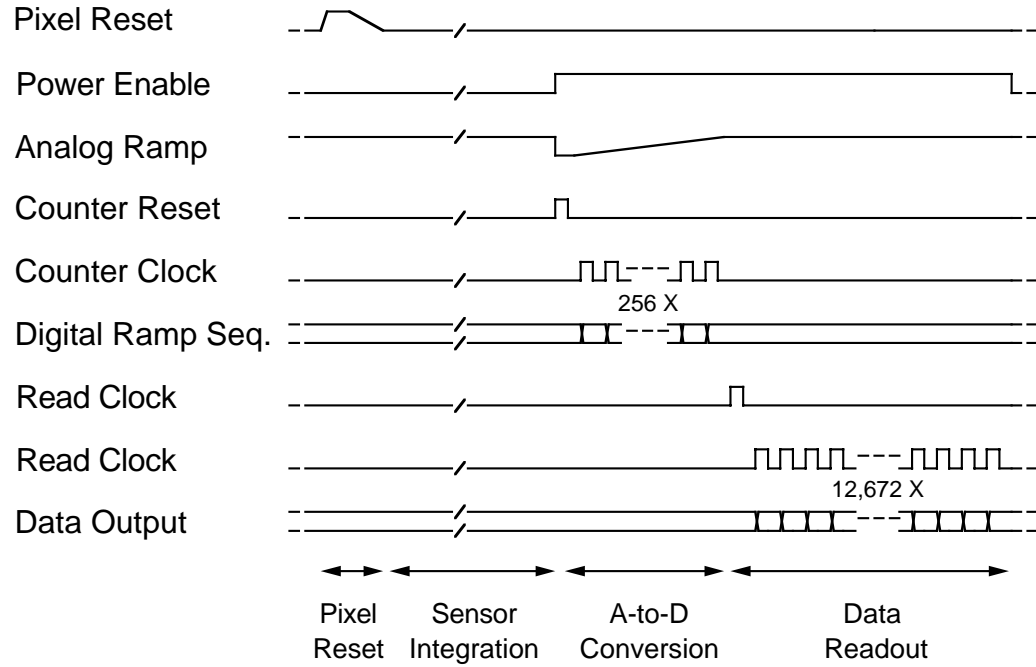 Pixel Reset
Power Enable
Analog Ramp
Counter Reset
Counter Clock
256 X
Digital Ramp Seq.
Read Clock
Read Clock
12,672 X
Data Output
Pixel Reset
Sensor Integration
A-to-D Conversion
Data Readout